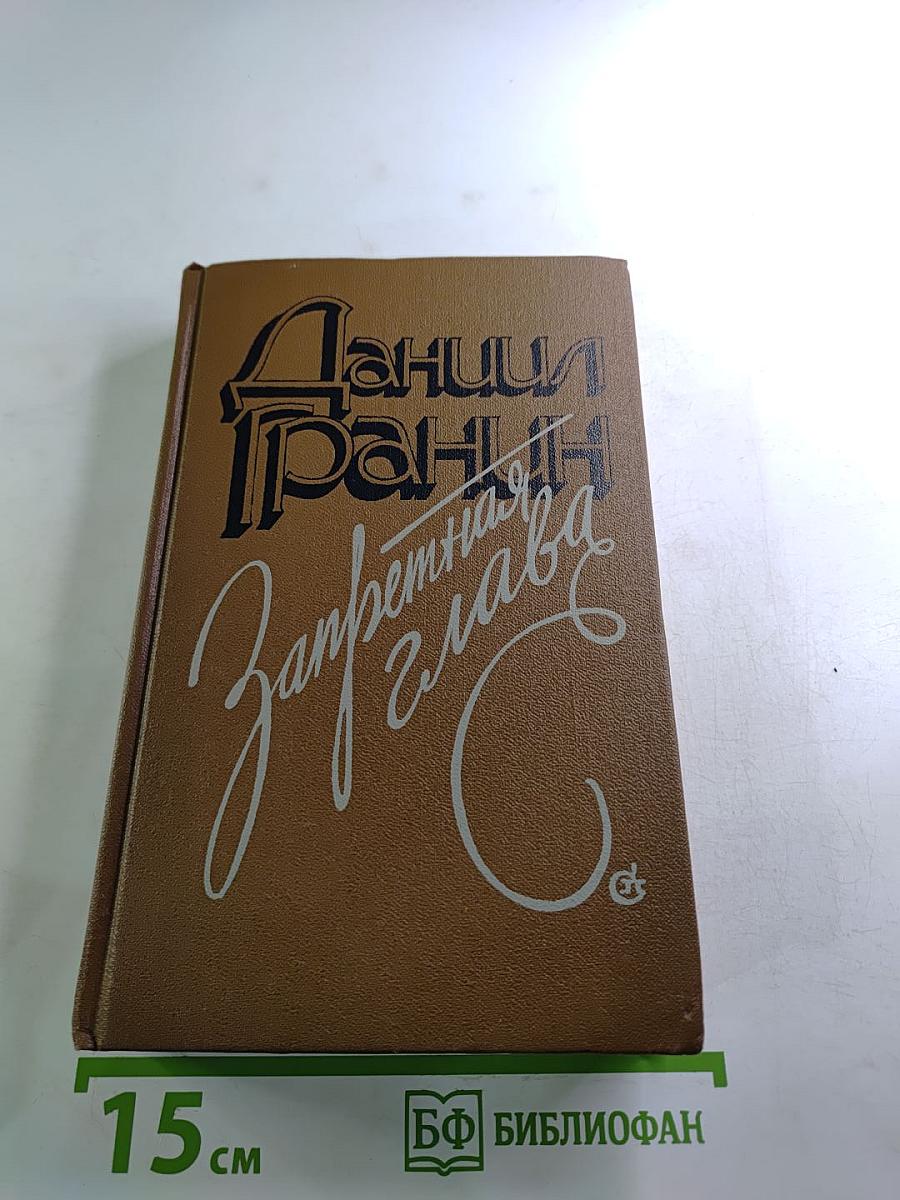 Даниил
Гранин
Запретная
глава
15 см
БФ БИБЛИОФАН